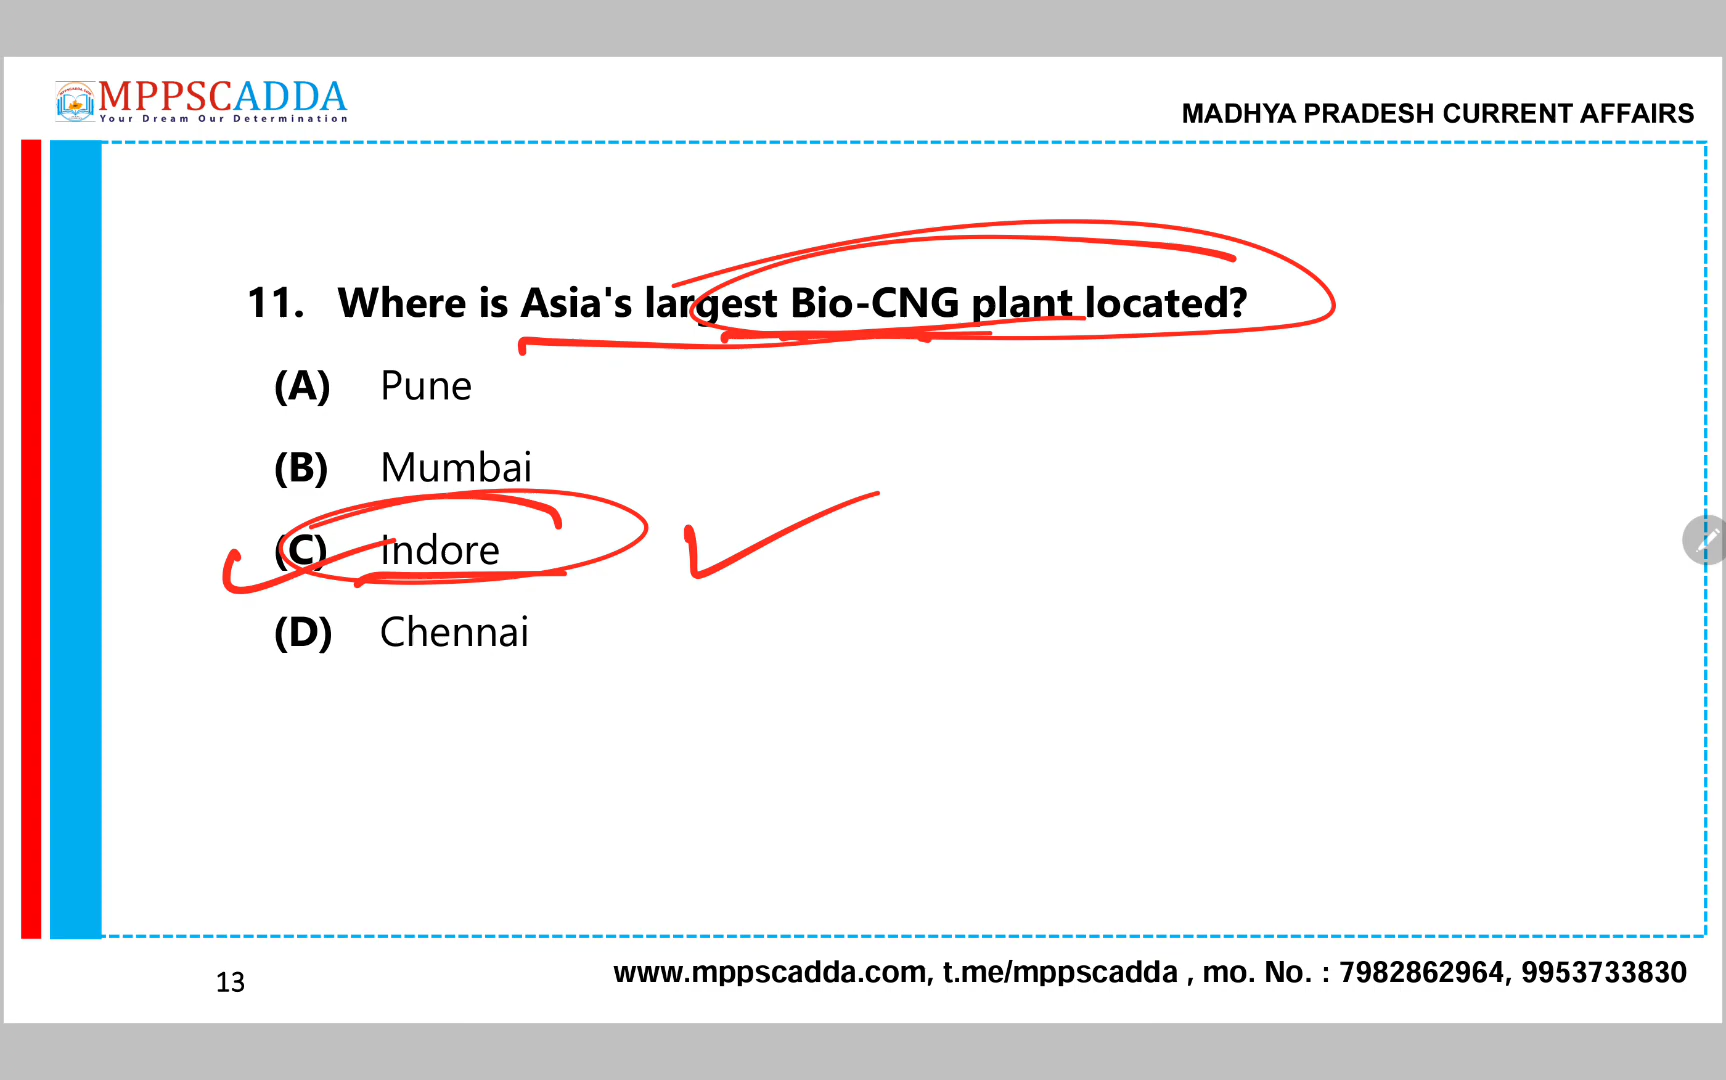 MPPSCADDA
Your Dream Our Determination
MADHYA PRADESH CURRENT AFFAIRS
11. Where is Asia's largest Bio-CNG plant located?
(A) Pune
(B) Mumbai
(C) Indore
(D) Chennai
13
www.mppscadda.com, t.me/mppscadda , mo. No. : 7982862964, 9953733830